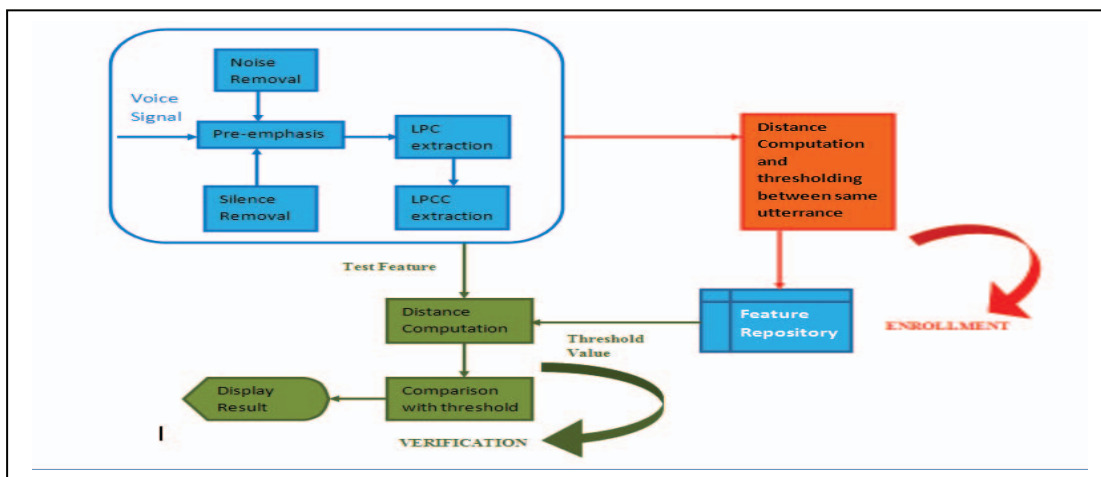 Noise
Removal
Voice
Signal
Pre-emphasis
LPC
extraction
Silence
Removal
LPCC
extraction
Distance
Computation
and
thresholding
between same
utterrance
Test Feature
Distance
Computation
Threshold
Value
Feature
Repository
ENROLLMENT
Display
Result
Comparison
with threshold
VERIFICATION
I